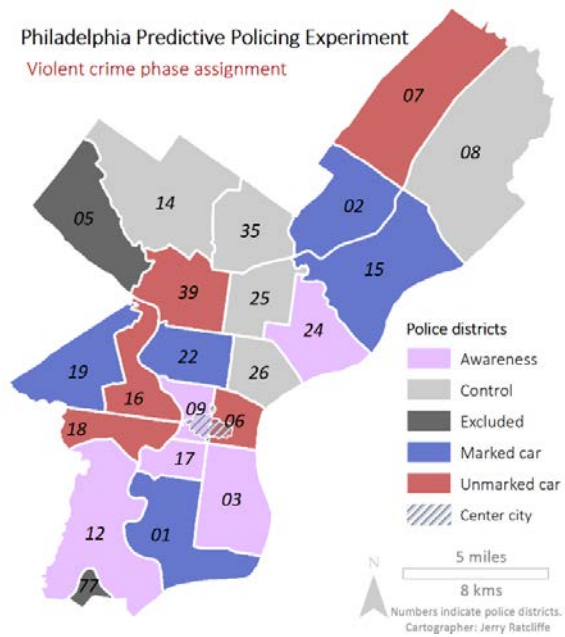 Philadelphia Predictive Policing Experiment
Violent crime phase assignment
07
08
05
14
35
02
15
39
25
24
22
26
19
16
09
06
18
17
03
12
01
77
Police districts
Awareness
Control
Excluded
Marked car
Unmarked car
Center city
N
5 miles
8 kms
Numbers indicate police districts.
Cartographer: Jerry Ratcliffe